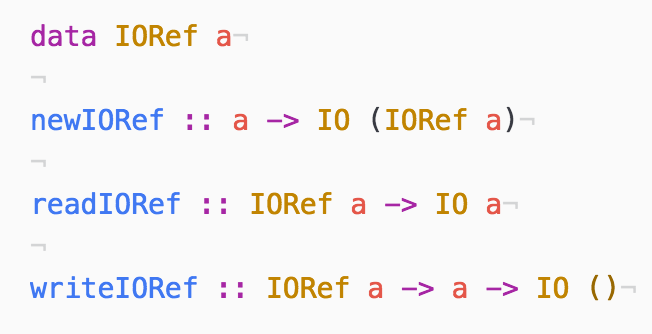 data IORef a¬
¬
newIORef :: a -> IO (IORef a)¬
¬
readIORef :: IORef a -> IO a¬
¬
writeIORef :: IORef a -> a -> IO ()¬